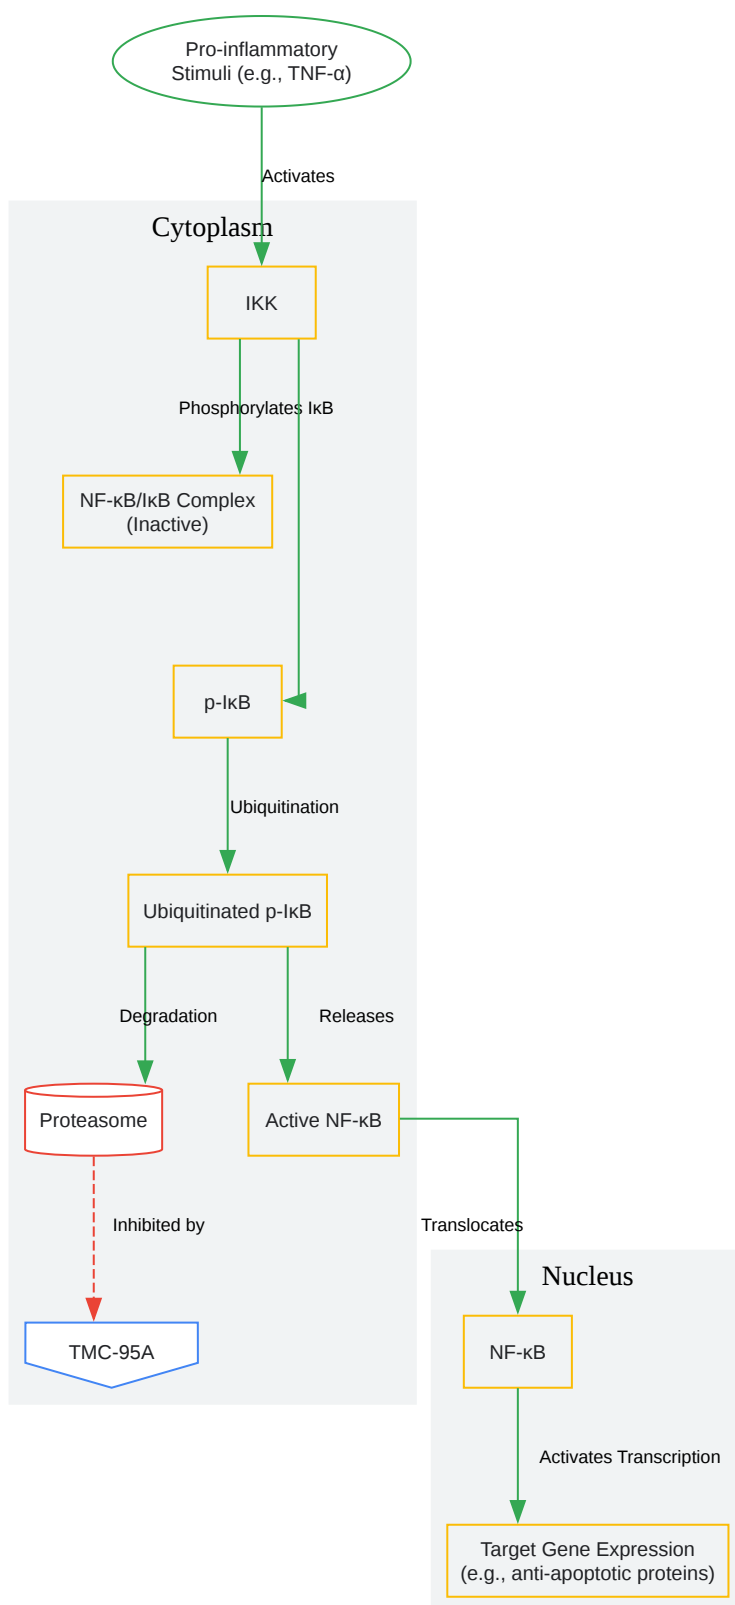 Pro-inflammatory
Stimuli (e.g., TNF-α)
Activates
Cytoplasm
IKK
Phosphorylates IκB
NF-κB/IκB Complex
(Inactive)
p-IκB
Ubiquitination
Ubiquitinated p-IκB
Degradation
Releases
Proteasome
Active NF-κB
Inhibited by
Translocates
Nucleus
TMC-95A
NF-κB
Activates Transcription
Target Gene Expression
(e.g., anti-apoptotic proteins)